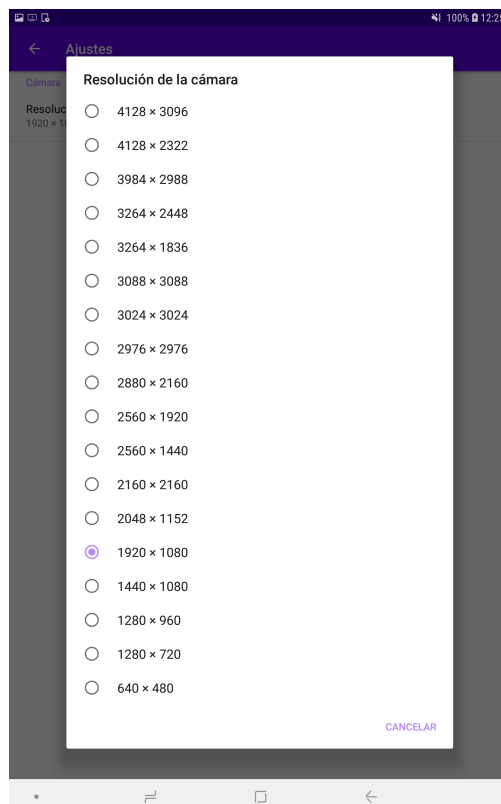 100% 12:25
Ajustes
Cámara
Resolución de la cámara
Resoluc
1920 × 1
4128 × 3096
4128 × 2322
3984 × 2988
3264 × 2448
3264 × 1836
3088 × 3088
3024 × 3024
2976 × 2976
2880 × 2160
2560 × 1920
2560 × 1440
2160 × 2160
2048 × 1152
1920 × 1080
1440 × 1080
1280 × 960
1280 × 720
640 × 480
CANCELAR